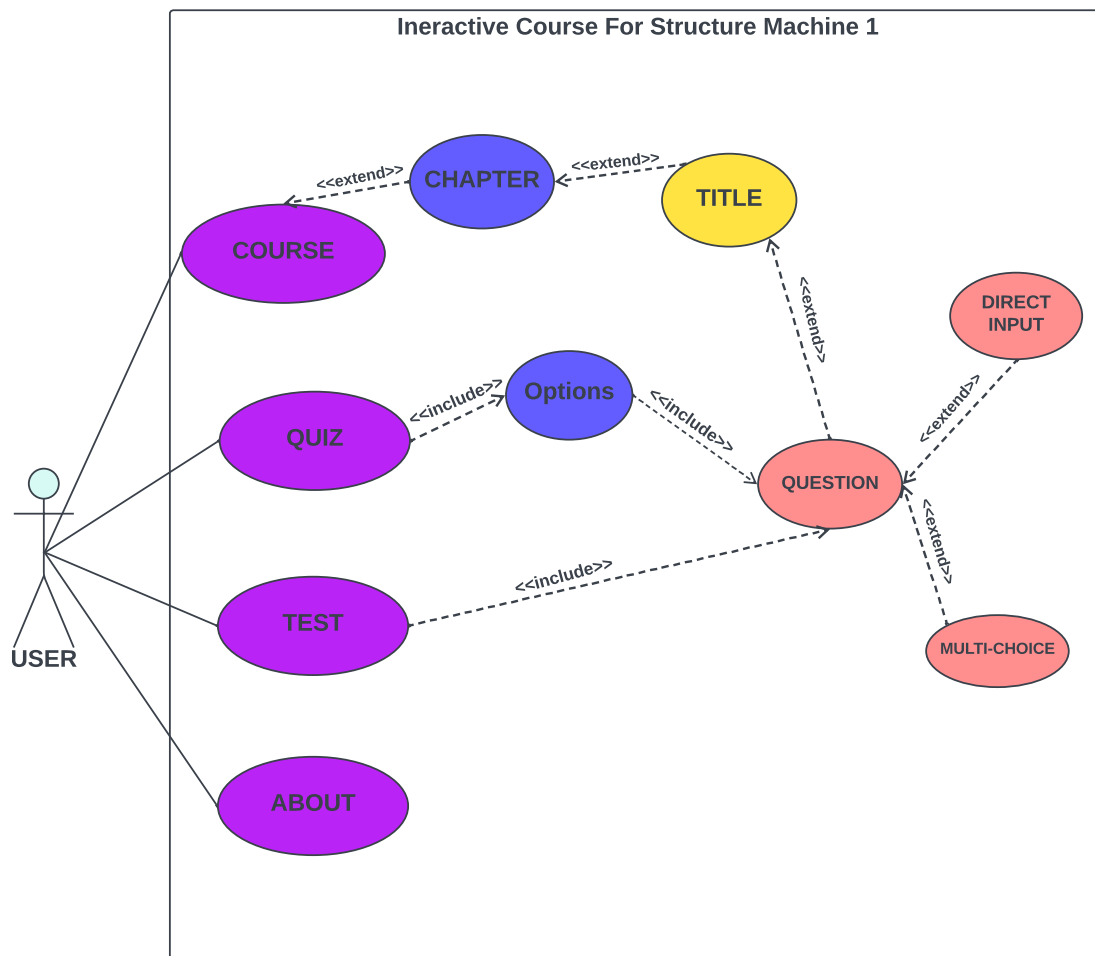 Ineractive Course For Structure Machine 1
<<extend>>
<<extend>>
CHAPTER
TITLE
COURSE
<<extend>>
DIRECT
INPUT
<<include>>
Options
<<include>>
<<extend>>
QUIZ
QUESTION
<<extend>>
<<include>>
TEST
MULTI-CHOICE
USER
ABOUT